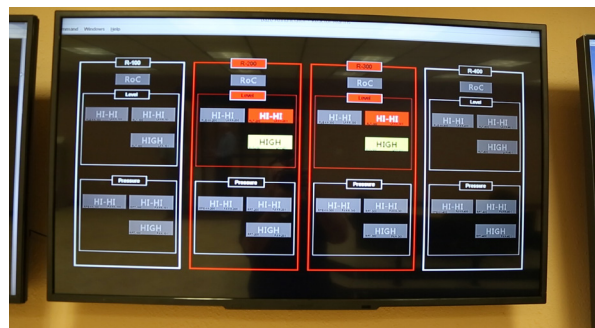 Windows Help
R-100 R-200 R-300 R-400
RoC RoC RoC RoC
Level Level Level Level
HI-HI HI-HI HI-HI HI-HI HI-HI HI-HI HI-HI HI-HI
HIGH HIGH HIGH HIGH
Pressure Pressure Pressure Pressure
HI-HI HI-HI HI-HI HI-HI HI-HI HI-HI HI-HI HI-HI
HIGH HIGH HIGH HIGH